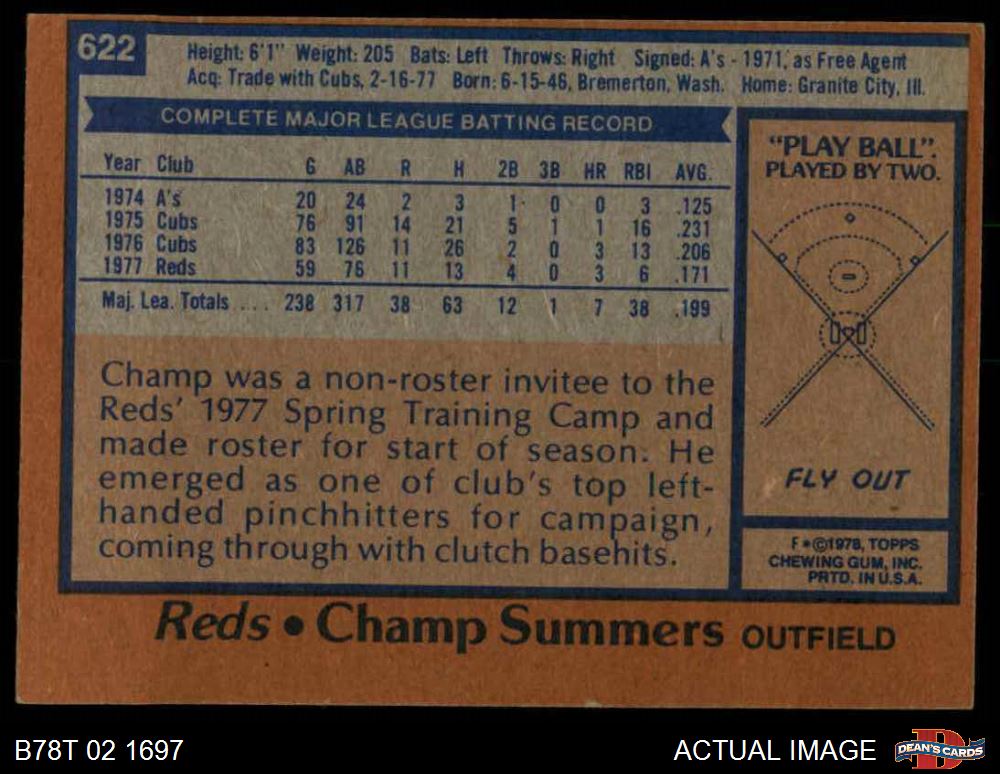 622
Height: 6'1" Weight: 205 Bats: Left Throws: Right Signed: A's - 1971, as Free Agent
Acq: Trade with Cubs, 2-16-77 Born: 6-15-46, Bremerton, Wash. Home: Granite City, Ill.
COMPLETE MAJOR LEAGUE BATTING RECORD
Year Club G AB R H 2B 3B HR RBI AVG.
1974 A's 20 24 2 3 1 0 0 3 .125
1975 Cubs 76 91 14 21 5 1 1 16 .231
1976 Cubs 83 126 11 26 2 0 3 13 .206
1977 Reds 59 76 11 13 4 0 3 6 .171
Maj. Lea. Totals .... 238 317 38 63 12 1 7 38 .199
Champ was a non-roster invitee to the
Reds' 1977 Spring Training Camp and
made roster for start of season. He
emerged as one of club's top left-
handed pinchhitters for campaign,
coming through with clutch basehits.
"PLAY BALL".
PLAYED BY TWO.
FLY OUT
F*©1978, TOPPS
CHEWING GUM, INC.
PRTD. IN U.S.A.
Reds • Champ Summers OUTFIELD
B78T 02 1697
ACTUAL IMAGE
DEAN'S CARDS